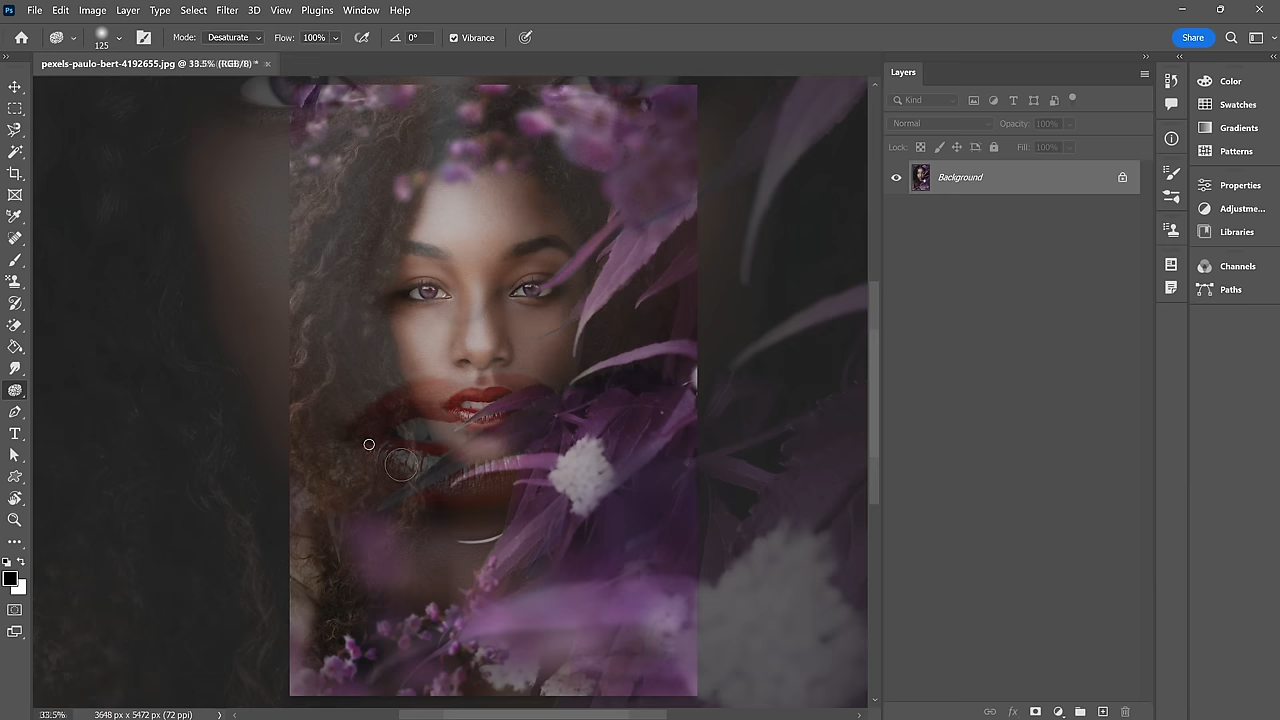 Ps File Edit Image Layer Type Select Filter 3D View Plugins Window Help
125 Mode: Desaturate Flow: 100% 0° Vibrance Share
pexels-paulo-bert-4192655.jpg @ (RGB/8) *
Layers
Kind
Normal Opacity: 100%
Lock: Fill: 100%
Background
Color
Swatches
Gradients
Patterns
Properties
Adjustme...
Libraries
Channels
Paths
33.5% 3648 px x 5472 px (72 ppi)